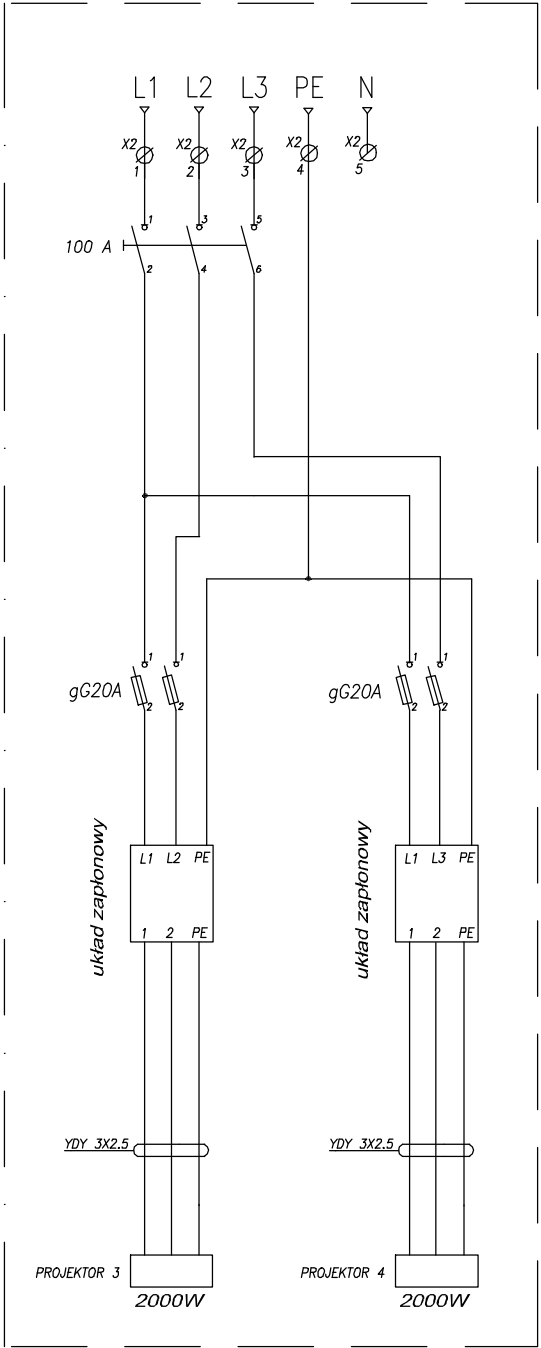 L1 L2 L3 PE N
X2 X2 X2 X2 X2
1 2 3 4 5
1 3 5
100 A
2 4 6
1 1 1 1
gG20A gG20A
2 2 2 2
układ zapłonowy układ zapłonowy
L1 L2 PE L1 L3 PE
1 2 PE 1 2 PE
YDY 3X2.5 YDY 3X2.5
PROJEKTOR 3 PROJEKTOR 4
2000W 2000W